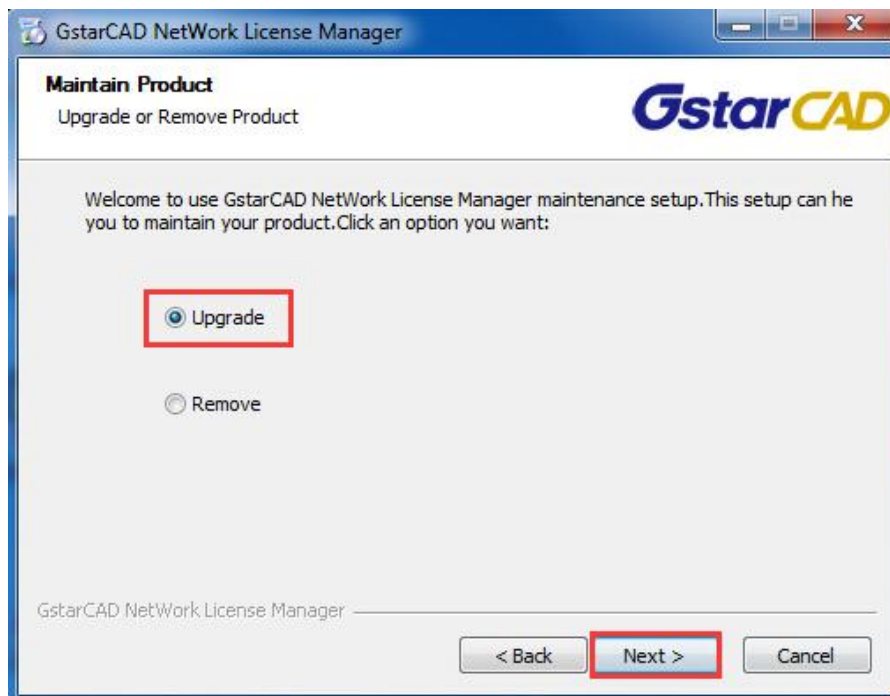 GstarCAD NetWork License Manager
Maintain Product
Upgrade or Remove Product
GstarCAD
Welcome to use GstarCAD NetWork License Manager maintenance setup.This setup can he
you to maintain your product.Click an option you want:
Upgrade
Remove
GstarCAD NetWork License Manager
< Back
Next >
Cancel